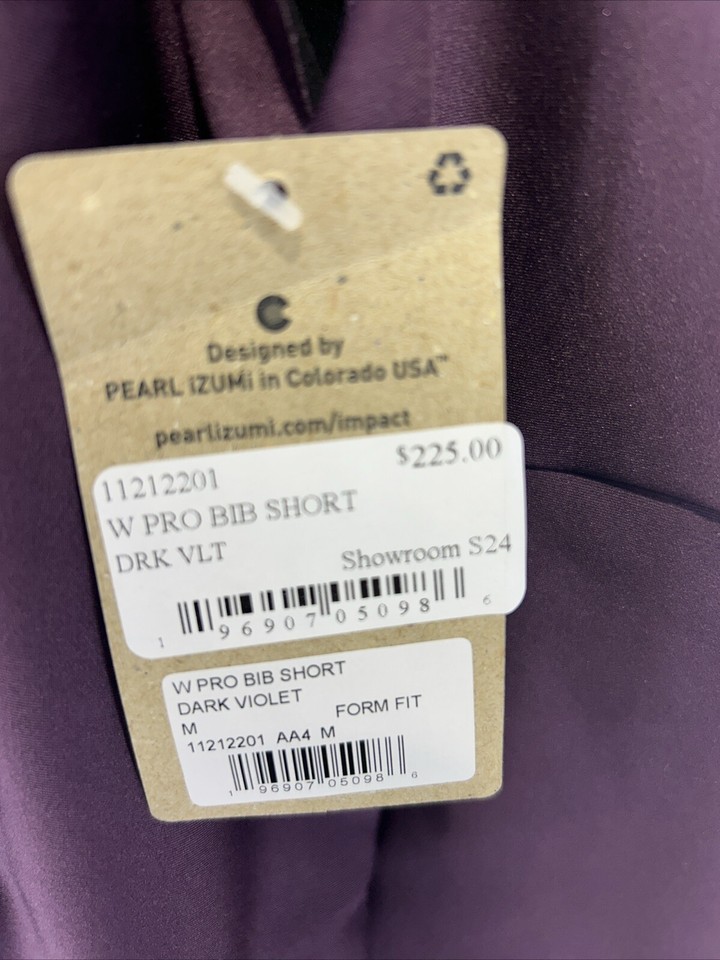 Designed by
PEARL iZUMi in Colorado USA™
pearlizumi.com/impact
11212201 $225.00
W PRO BIB SHORT
DRK VLT Showroom S24
1 96907 05098 6
W PRO BIB SHORT
DARK VIOLET
M FORM FIT
11212201 AA4 M
1 96907 05098 6